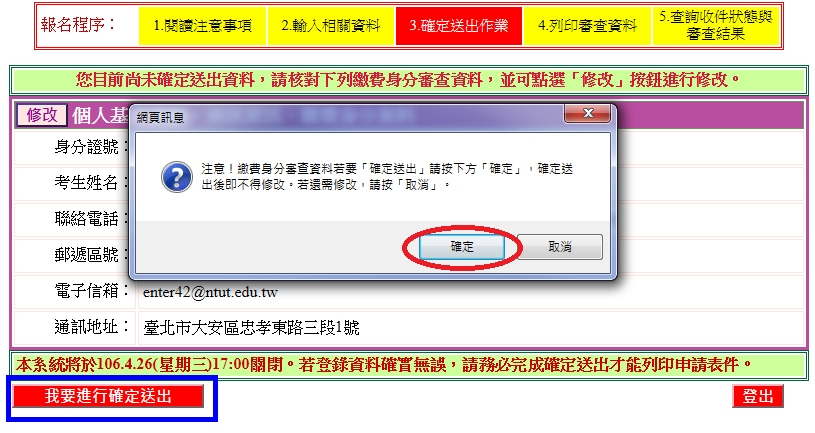 報名程序：
1.閱讀注意事項
2.輸入相關資料
3.確定送出作業
4.列印審查資料
5.查詢收件狀態與
審查結果
您目前尚未確定送出資料，請核對下列繳費身分審查資料，並可點選「修改」按鈕進行修改。
修改 個人基
網頁訊息
身分證號：
注意！繳費身分審查資料若要「確定送出」請按下方「確定」，確定送
出後即不得修改。若還需修改，請按「取消」。
考生姓名：
聯絡電話：
確定
取消
郵遞區號：
電子信箱： enter42@ntut.edu.tw
通訊地址： 臺北市大安區忠孝東路三段1號
本系統將於106.4.26(星期三)17:00關閉。若登錄資料確實無誤，請務必完成確定送出才能列印申請表件。
我要進行確定送出
登出